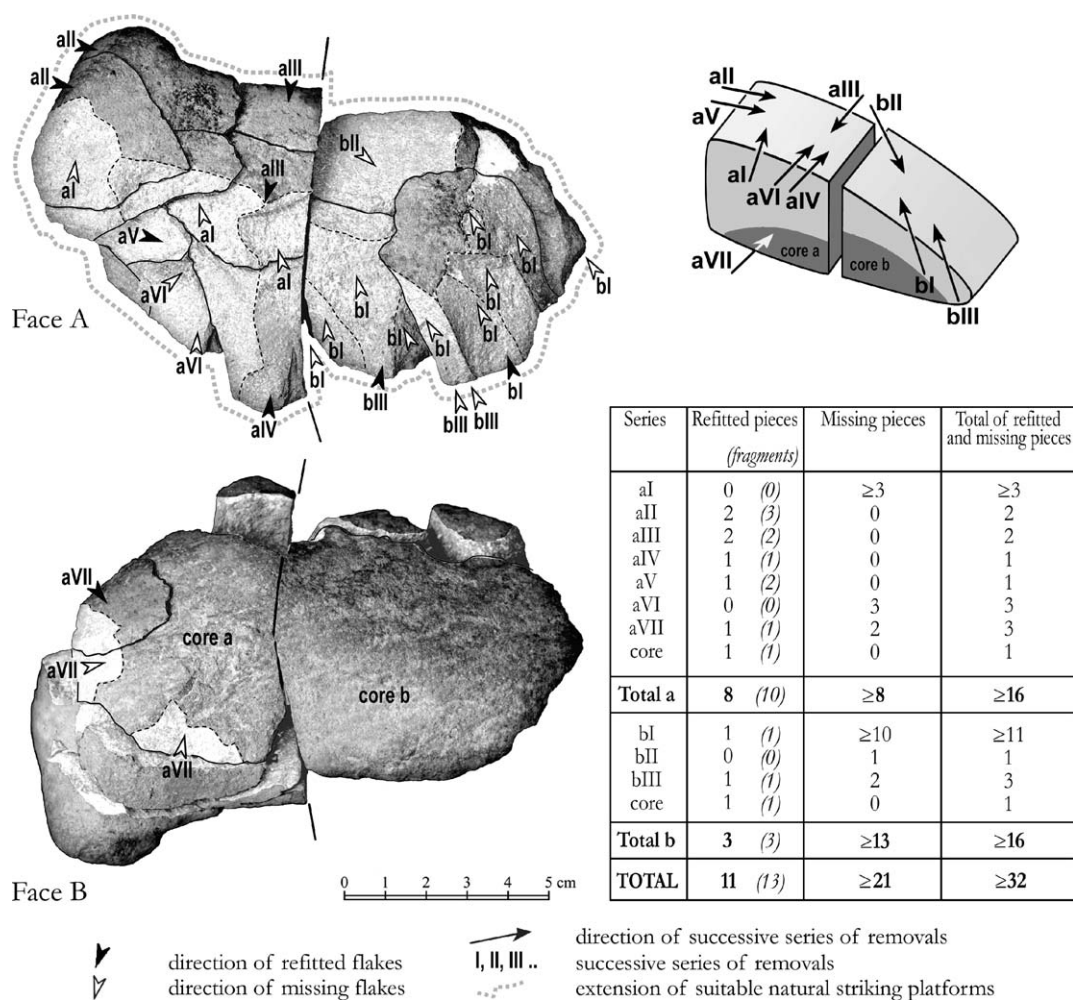 aII
aII
aIII
aI
aIII
aI
aV
aI
aVI
aVI
aIV
bII
bI
bI
bI
bI
bI
bI
bI
bI
bI
bI
bIII
bIII
bIII
Face A
aII
aV
aIII
bII
aI
aVI
aIV
aVII
core a
core b
bI
bIII
aVII
core a
aVII
aVII
core b
Face B
0 1 2 3 4 5 cm
Series Refitted pieces (fragments) Missing pieces Total of refitted and missing pieces
aI 0 (0) ≥3 ≥3
aII 2 (3) 0 2
aIII 2 (2) 0 2
aIV 1 (1) 0 1
aV 1 (2) 0 1
aVI 0 (0) 3 3
aVII 1 (1) 2 3
core 1 (1) 0 1
Total a 8 (10) ≥8 ≥16
bI 1 (1) ≥10 ≥11
bII 0 (0) 1 1
bIII 1 (1) 2 3
core 1 (1) 0 1
Total b 3 (3) ≥13 ≥16
TOTAL 11 (13) ≥21 ≥32
direction of refitted flakes
direction of missing flakes
direction of successive series of removals
I, II, III .. successive series of removals
extension of suitable natural striking platforms